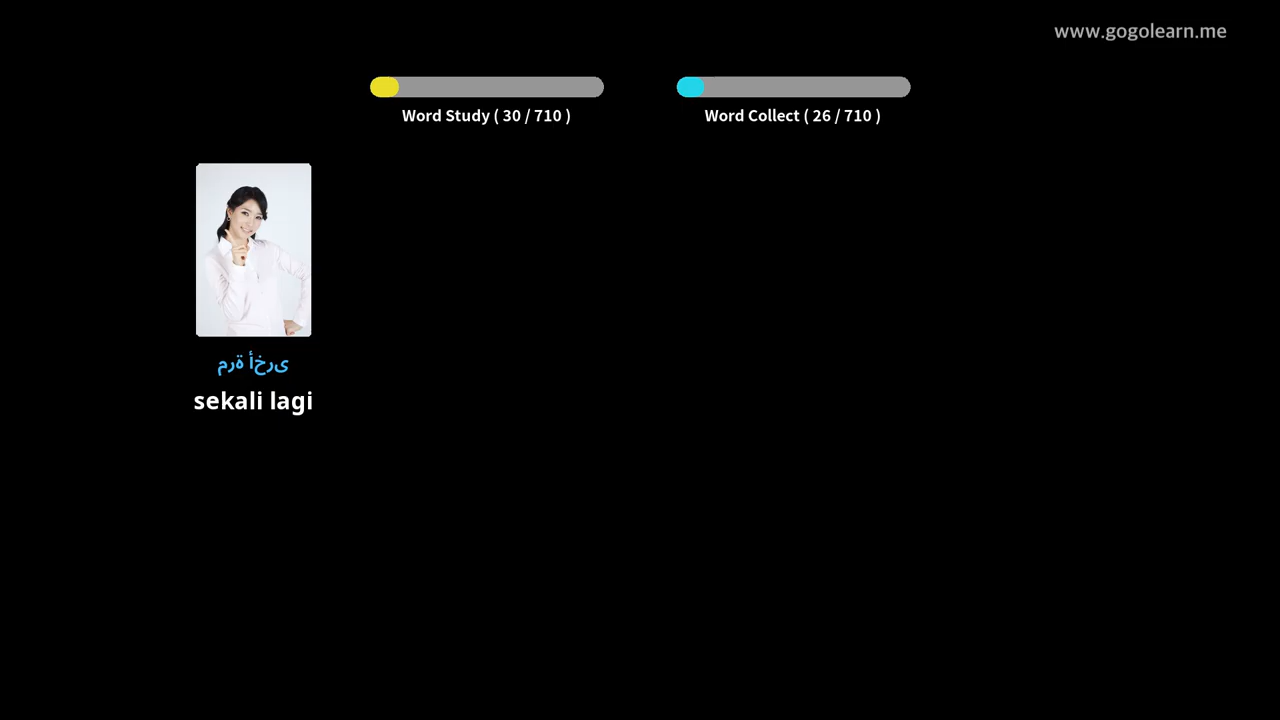 www.gogolearn.me
Word Study ( 30 / 710 )
Word Collect ( 26 / 710 )
مرة أخرى
sekali lagi